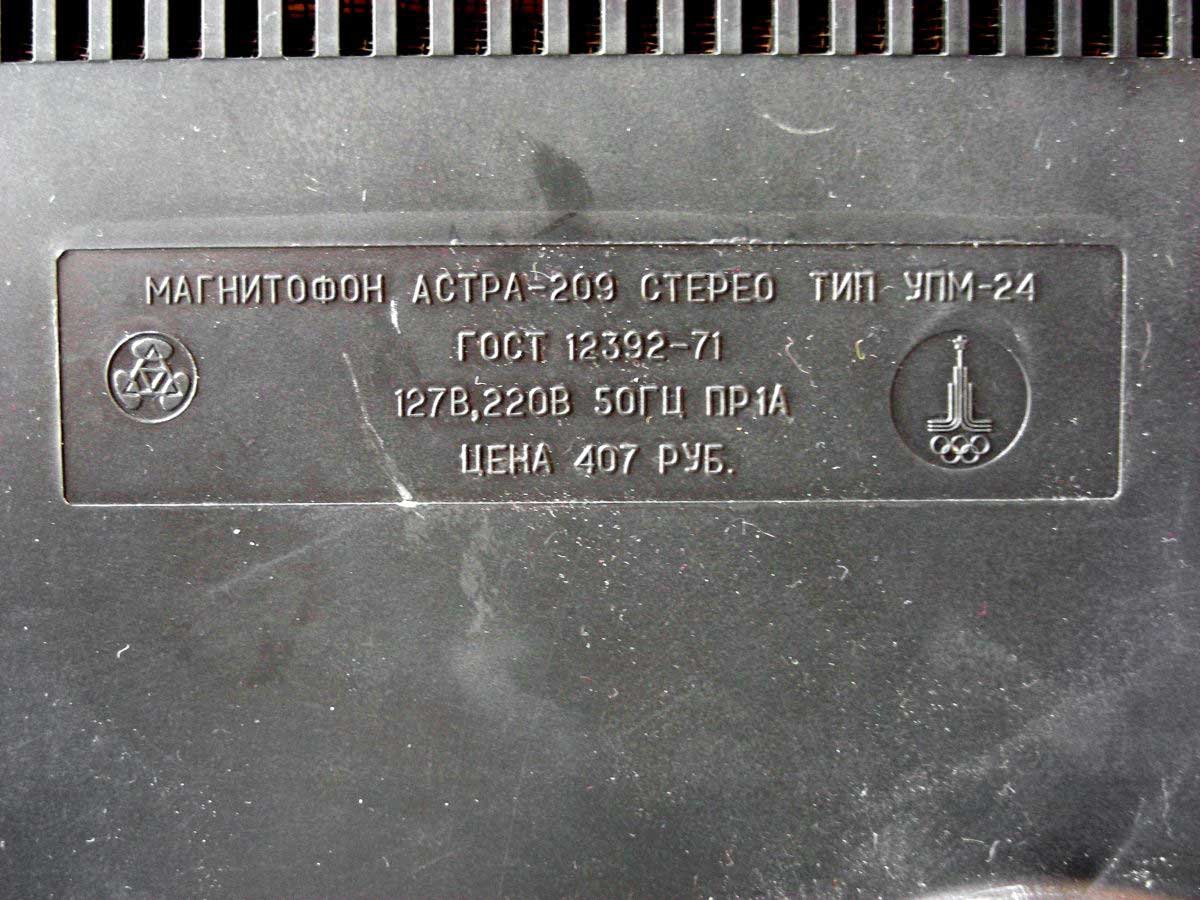 МАГНИТОФОН АСТРА-209 СТЕРЕО ТИП УПМ-24
ГОСТ 12392-71
127В,220В 50ГЦ ПР1А
ЦЕНА 407 РУБ.